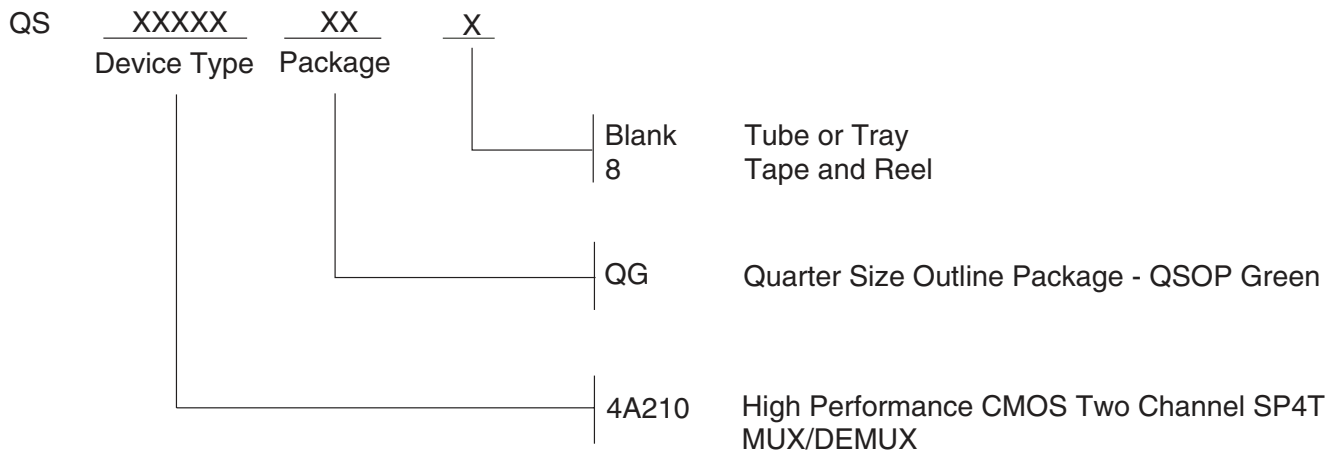 QS XXXXX XX X
Device Type Package
Blank Tube or Tray
8 Tape and Reel
QG Quarter Size Outline Package - QSOP Green
4A210 High Performance CMOS Two Channel SP4T
MUX/DEMUX